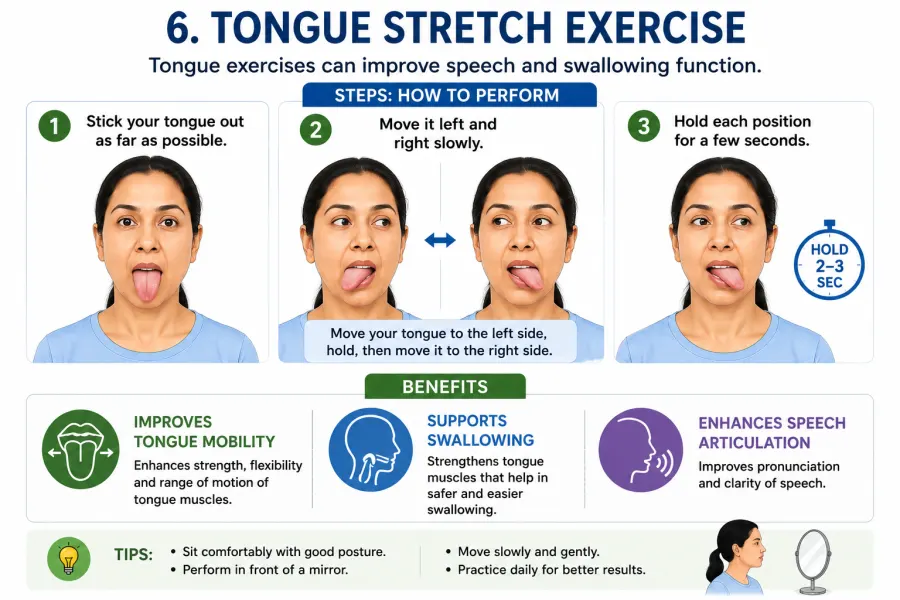 6. TONGUE STRETCH EXERCISE
Tongue exercises can improve speech and swallowing function.
STEPS: HOW TO PERFORM
1
Stick your tongue out
as far as possible.
2
Move it left and
right slowly.
Move your tongue to the left side,
hold, then move it to the right side.
3
Hold each position
for a few seconds.
HOLD
2–3
SEC
BENEFITS
IMPROVES
TONGUE MOBILITY
Enhances strength, flexibility
and range of motion of
tongue muscles.
SUPPORTS
SWALLOWING
Strengthens tongue
muscles that help in
safer and easier
swallowing.
ENHANCES SPEECH
ARTICULATION
Improves pronunciation
and clarity of speech.
TIPS:
• Sit comfortably with good posture.
• Perform in front of a mirror.
• Move slowly and gently.
• Practice daily for better results.